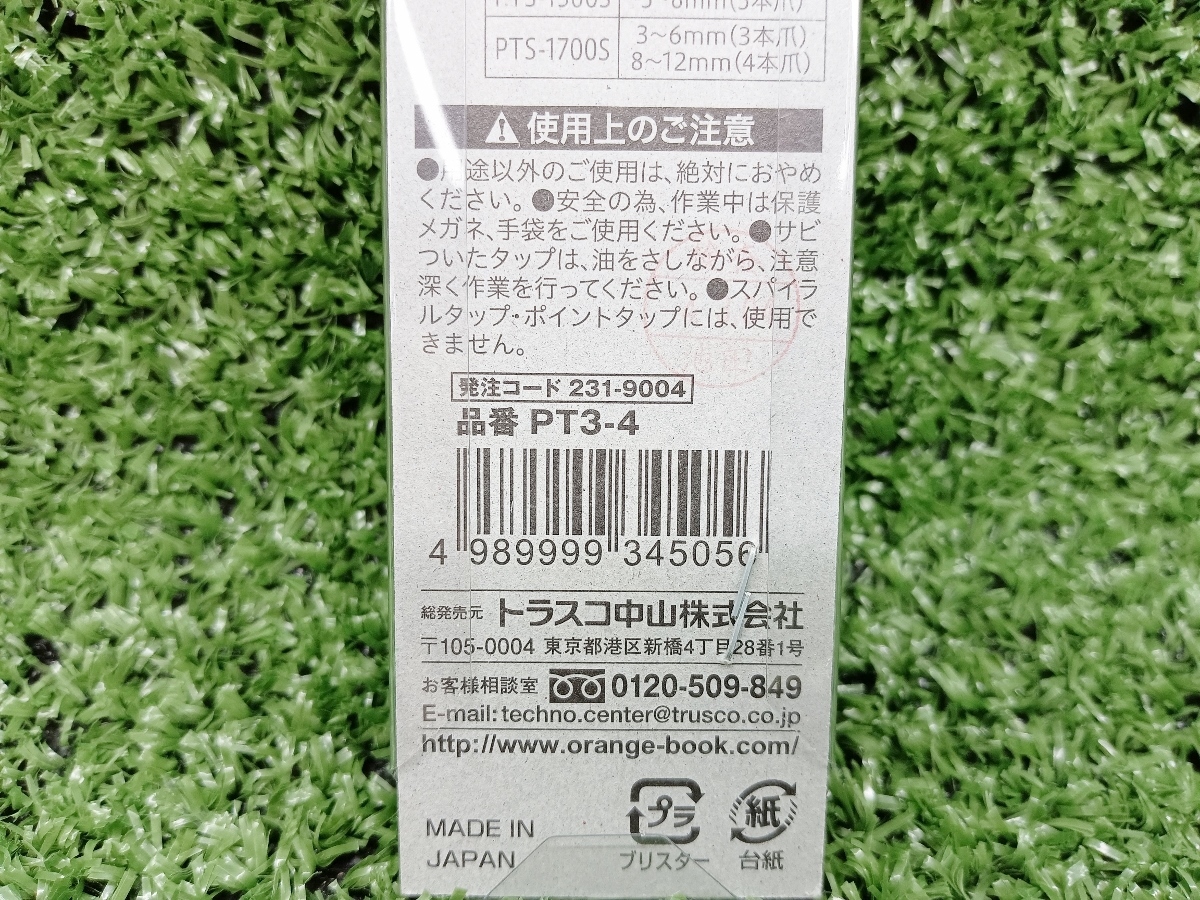 PTS-1500S 3~8mm(3本爪)
PTS-1700S 3~6mm(3本爪)
8~12mm(4本爪)
使用上のご注意
●用途以外のご使用は、絶対におやめ
ください。●安全の為、作業中は保護
メガネ、手袋をご使用ください。●サビ
ついたタップは、油をさしながら、注意
深く作業を行ってください。●スパイラ
ルタップ・ポイントタップには、使用で
きません。
発注コード 231-9004
品番 PT3-4
4 989999 345056
総発売元 トラスコ中山株式会社
〒105-0004 東京都港区新橋4丁目28番1号
お客様相談室 0120-509-849
E-mail:techno.center@trusco.co.jp
http://www.orange-book.com/
MADE IN
JAPAN
プラ
ブリスター
紙
台紙